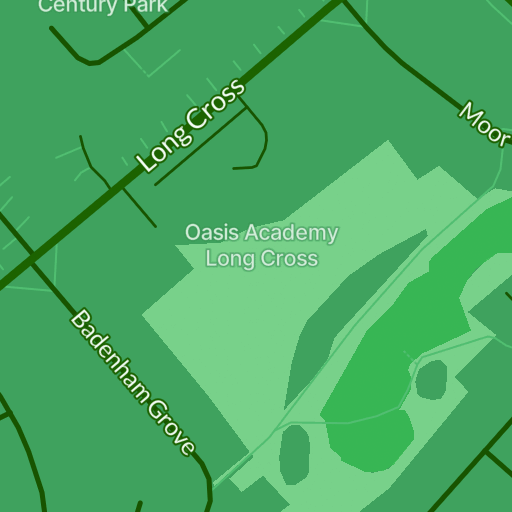 Century Park
Long Cross
Moor
Oasis Academy
Long Cross
Badenham Grove